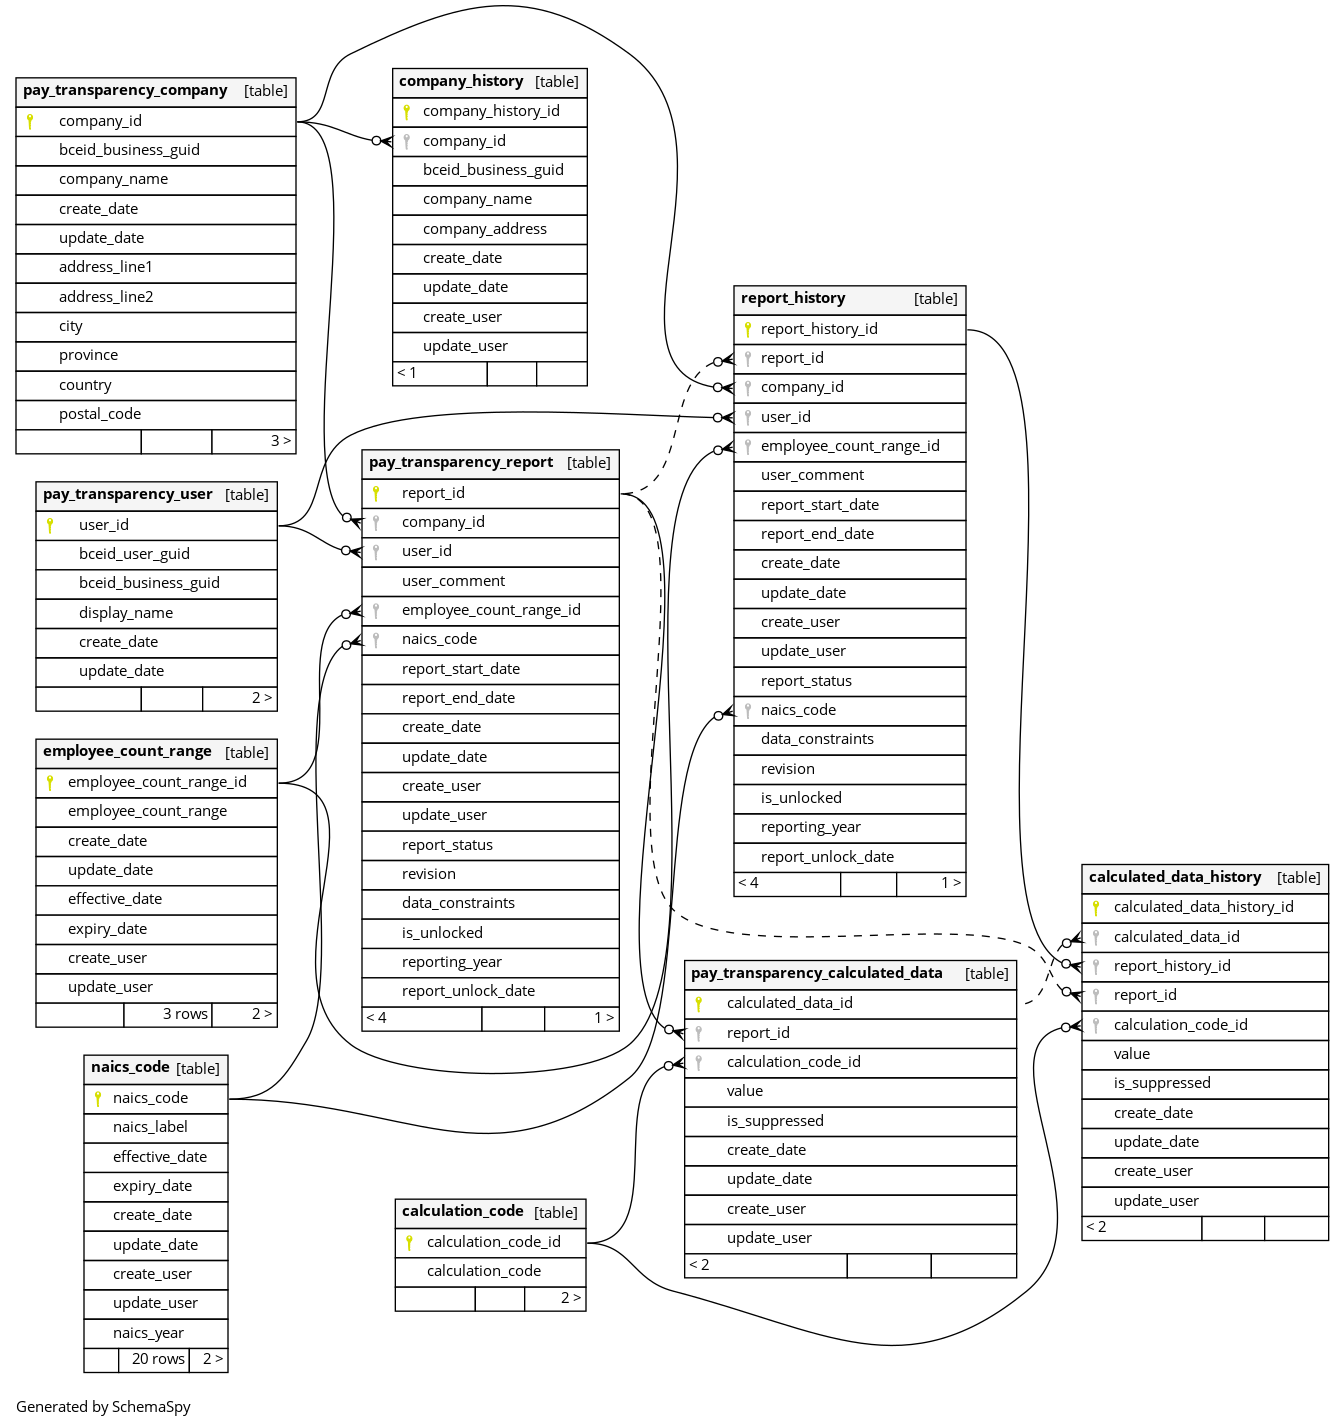 pay_transparency_company [table]
company_id
bceid_business_guid
company_name
create_date
update_date
address_line1
address_line2
city
province
country
postal_code
3 >
company_history [table]
company_history_id
company_id
bceid_business_guid
company_name
company_address
create_date
update_date
create_user
update_user
< 1
report_history [table]
report_history_id
report_id
company_id
user_id
employee_count_range_id
user_comment
report_start_date
report_end_date
create_date
update_date
create_user
update_user
report_status
naics_code
data_constraints
revision
is_unlocked
reporting_year
report_unlock_date
< 4 1 >
pay_transparency_user [table]
user_id
bceid_user_guid
bceid_business_guid
display_name
create_date
update_date
2 >
pay_transparency_report [table]
report_id
company_id
user_id
user_comment
employee_count_range_id
naics_code
report_start_date
report_end_date
create_date
update_date
create_user
update_user
report_status
revision
data_constraints
is_unlocked
reporting_year
report_unlock_date
< 4 1 >
employee_count_range [table]
employee_count_range_id
employee_count_range
create_date
update_date
effective_date
expiry_date
create_user
update_user
3 rows 2 >
calculated_data_history [table]
calculated_data_history_id
calculated_data_id
report_history_id
report_id
calculation_code_id
value
is_suppressed
create_date
update_date
create_user
update_user
< 2
pay_transparency_calculated_data [table]
calculated_data_id
report_id
calculation_code_id
value
is_suppressed
create_date
update_date
create_user
update_user
< 2
naics_code [table]
naics_code
naics_label
effective_date
expiry_date
create_date
update_date
create_user
update_user
naics_year
20 rows 2 >
calculation_code [table]
calculation_code_id
calculation_code
2 >
Generated by SchemaSpy